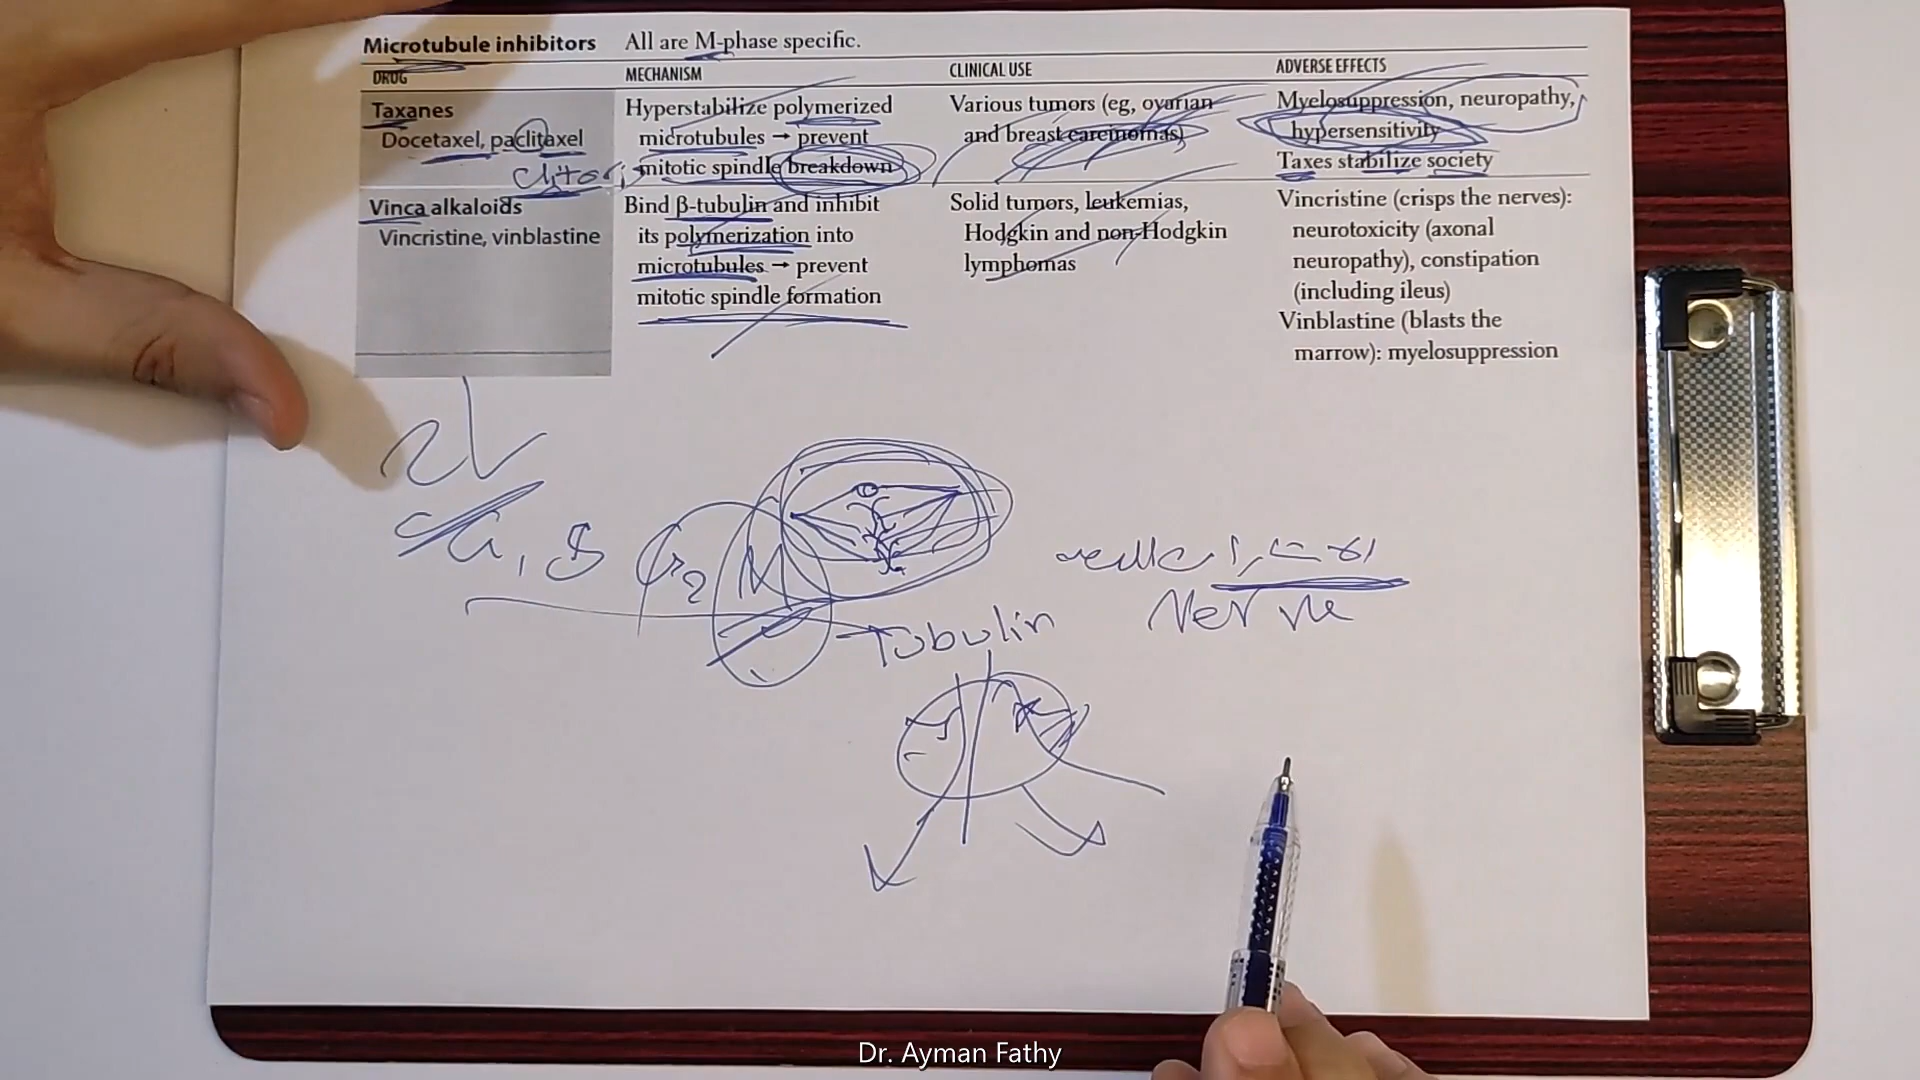 Microtubule inhibitors All are M-phase specific.
DRUG MECHANISM CLINICAL USE ADVERSE EFFECTS
Taxanes
Docetaxel, paclitaxel
Hyperstabilize polymerized
microtubules → prevent
mitotic spindle breakdown
Various tumors (eg, ovarian
and breast carcinomas)
Myelosuppression, neuropathy,
hypersensitivity
Taxes stabilize society
Vinca alkaloids
Vincristine, vinblastine
Bind β-tubulin and inhibit
its polymerization into
microtubules → prevent
mitotic spindle formation
Solid tumors, leukemias,
Hodgkin and non-Hodgkin
lymphomas
Vincristine (crisps the nerves):
neurotoxicity (axonal
neuropathy), constipation
(including ileus)
Vinblastine (blasts the
marrow): myelosuppression
M
Tubulin
Nerve
Dr. Ayman Fathy